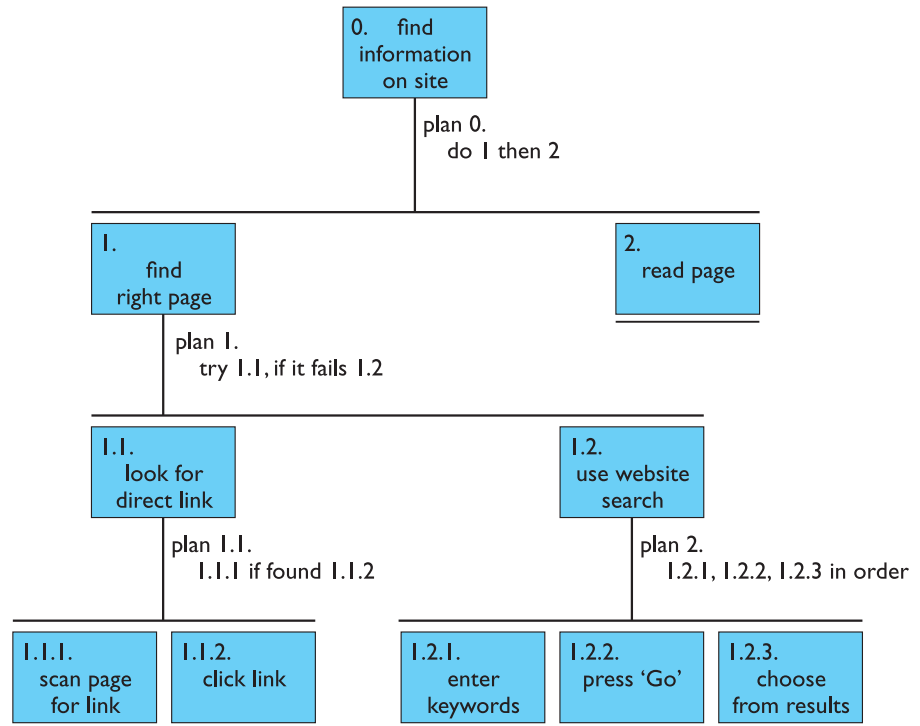 0. find
information
on site
plan 0.
do 1 then 2
1.
find
right page
2.
read page
plan 1.
try 1.1, if it fails 1.2
1.1.
look for
direct link
1.2.
use website
search
plan 1.1.
1.1.1 if found 1.1.2
plan 2.
1.2.1, 1.2.2, 1.2.3 in order
1.1.1.
scan page
for link
1.1.2.
click link
1.2.1.
enter
keywords
1.2.2.
press ‘Go’
1.2.3.
choose
from results